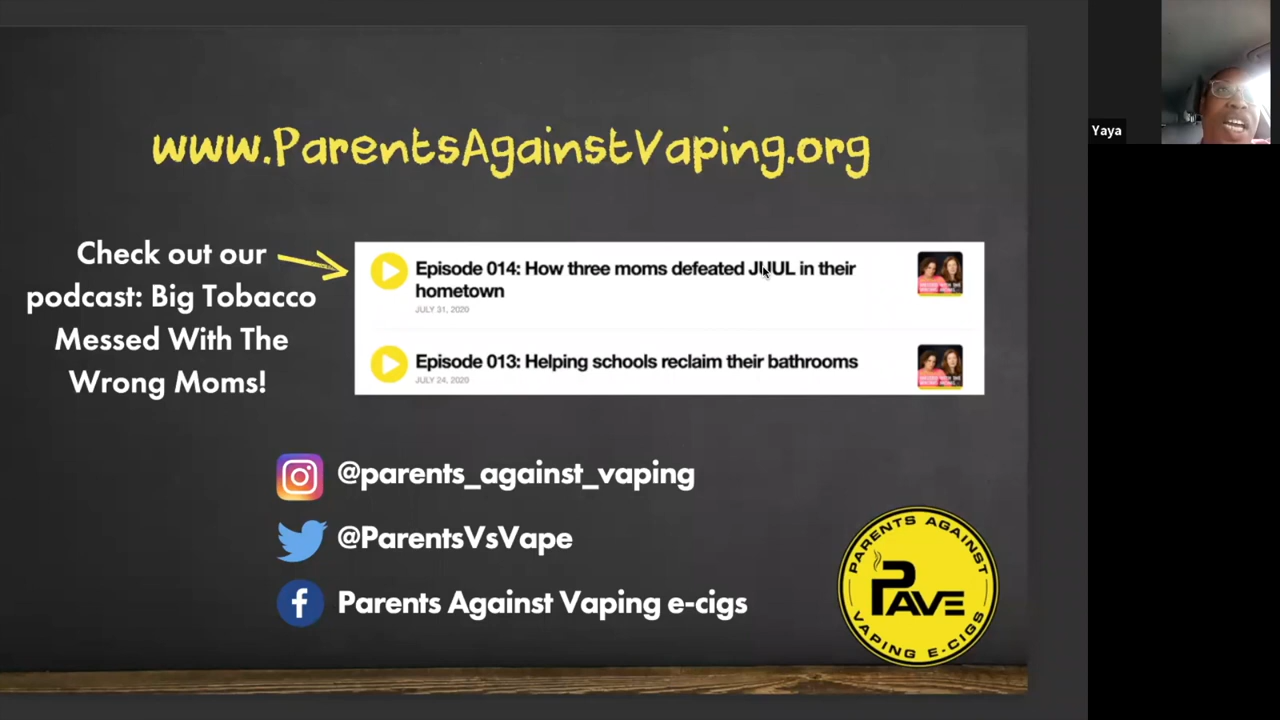 www.ParentsAgainstVaping.org
Check out our
podcast: Big Tobacco
Messed With The
Wrong Moms!
Episode 014: How three moms defeated JUUL in their
hometown
JULY 31, 2020
Episode 013: Helping schools reclaim their bathrooms
JULY 24, 2020
@parents_against_vaping
@ParentsVsVape
Parents Against Vaping e-cigs
PARENTS AGAINST
PAVE
VAPING E-CIGS
Yaya